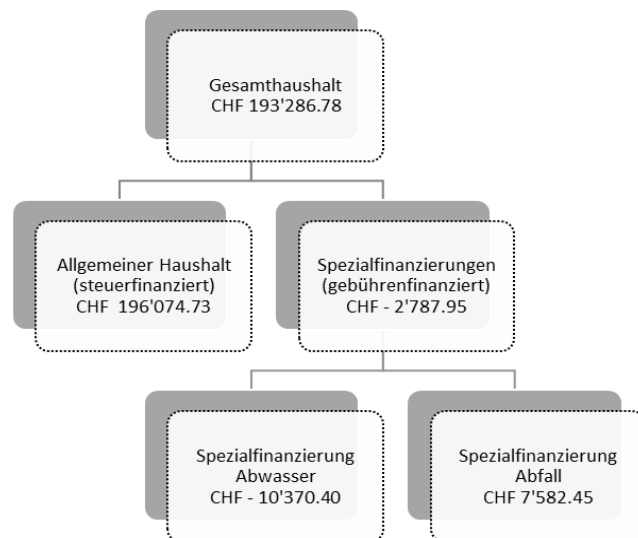 Gesamthaushalt
CHF 193'286.78
Allgemeiner Haushalt
(steuerfinanziert)
CHF  196'074.73
Spezialfinanzierungen
(gebührenfinanziert)
CHF - 2'787.95
Spezialfinanzierung
Abwasser
CHF - 10'370.40
Spezialfinanzierung
Abfall
CHF 7'582.45